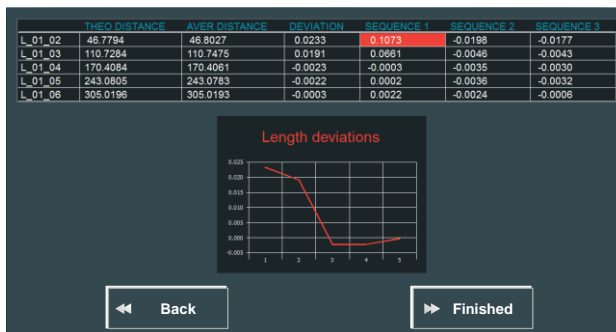 THEO DISTANCE AVER DISTANCE DEVIATION SEQUENCE 1 SEQUENCE 2 SEQUENCE 3
L_01_02 46.7794 46.8027 0.0233 0.1073 -0.0198 -0.0177
L_01_03 110.7284 110.7475 0.0191 0.0661 -0.0046 -0.0043
L_01_04 170.4084 170.4061 -0.0023 -0.0003 -0.0035 -0.0030
L_01_05 243.0805 243.0783 -0.0022 0.0002 -0.0036 -0.0032
L_01_06 305.0196 305.0193 -0.0003 0.0022 -0.0024 -0.0006
Length deviations
0.025
0.020
0.015
0.010
0.005
0.000
-0.005
1 2 3 4 5
Back Finished